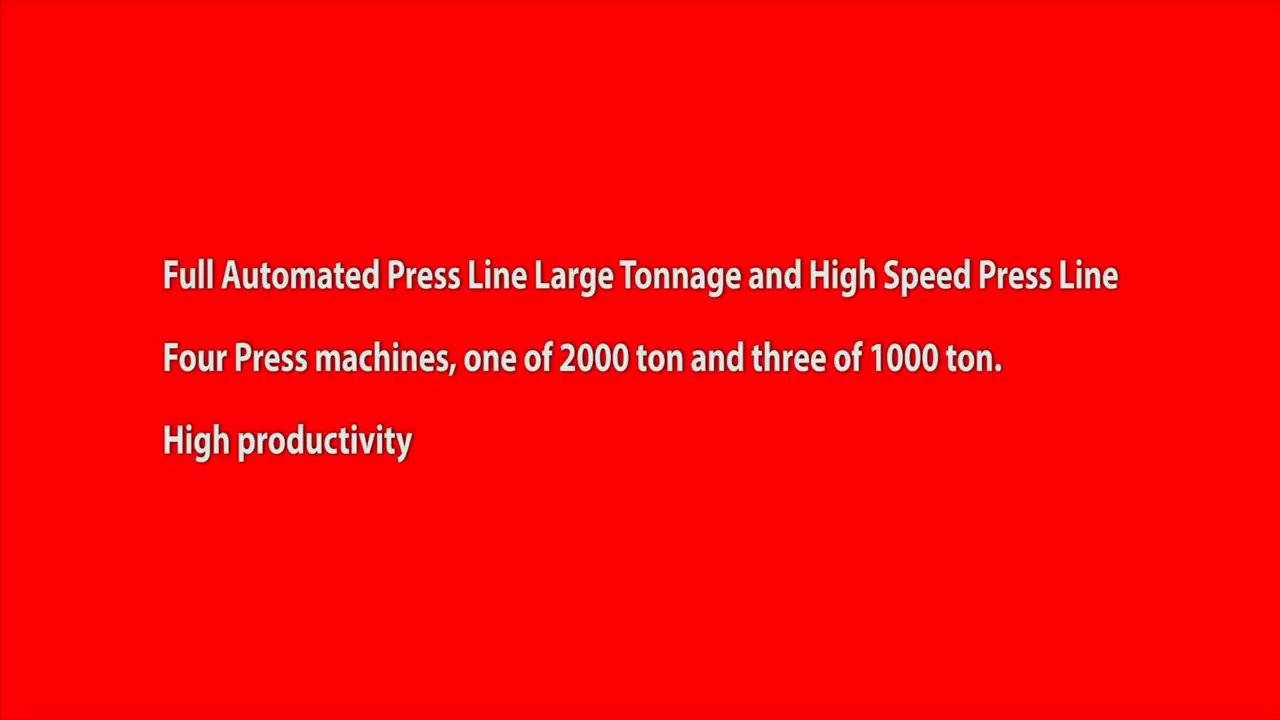 Full Automated Press Line Large Tonnage and High Speed Press Line
Four Press machines, one of 2000 ton and three of 1000 ton.
High productivity